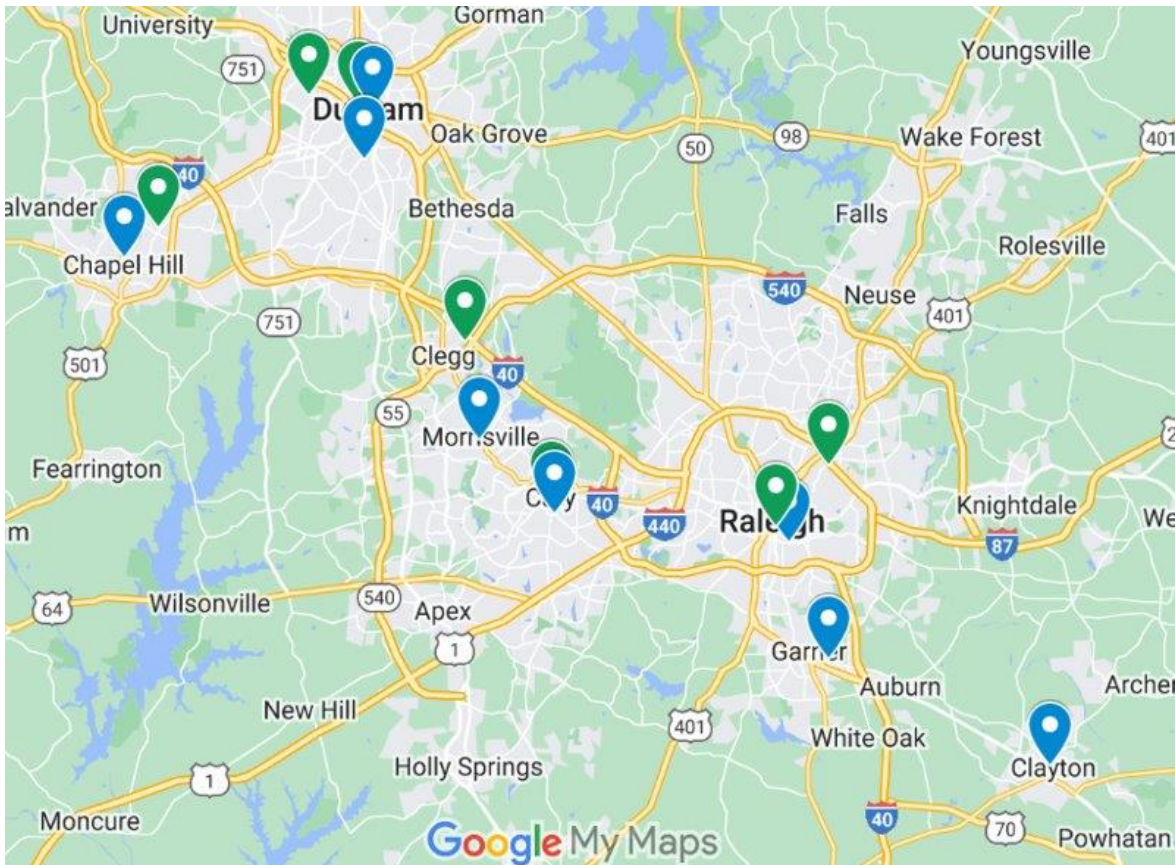 Gorman
University
Youngsville
751
Durham
Oak Grove
98
Wake Forest
401
50
40
alvander
Bethesda
Falls
Rolesville
Chapel Hill
540
Neuse
751
401
Clegg
501
40
55
Morrisville
Fearrington
2
Cary
40
Knightdale
440
Raleigh
We
m
87
64
Wilsonville
540
Apex
1
Garner
Auburn
Archer
New Hill
401
White Oak
Holly Springs
Clayton
1
Moncure
40
70
Google My Maps
Powhatan